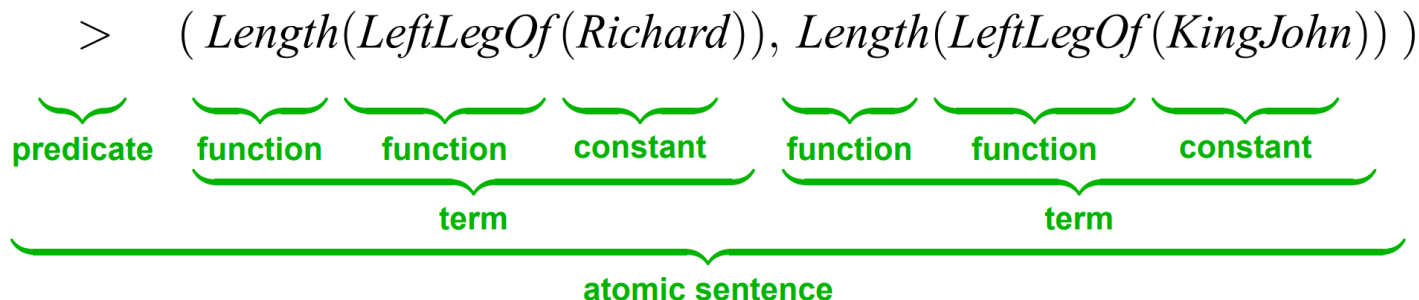 > ( Length(LeftLegOf(Richard)), Length(LeftLegOf(KingJohn)) )
predicate function function constant function function constant
term term
atomic sentence